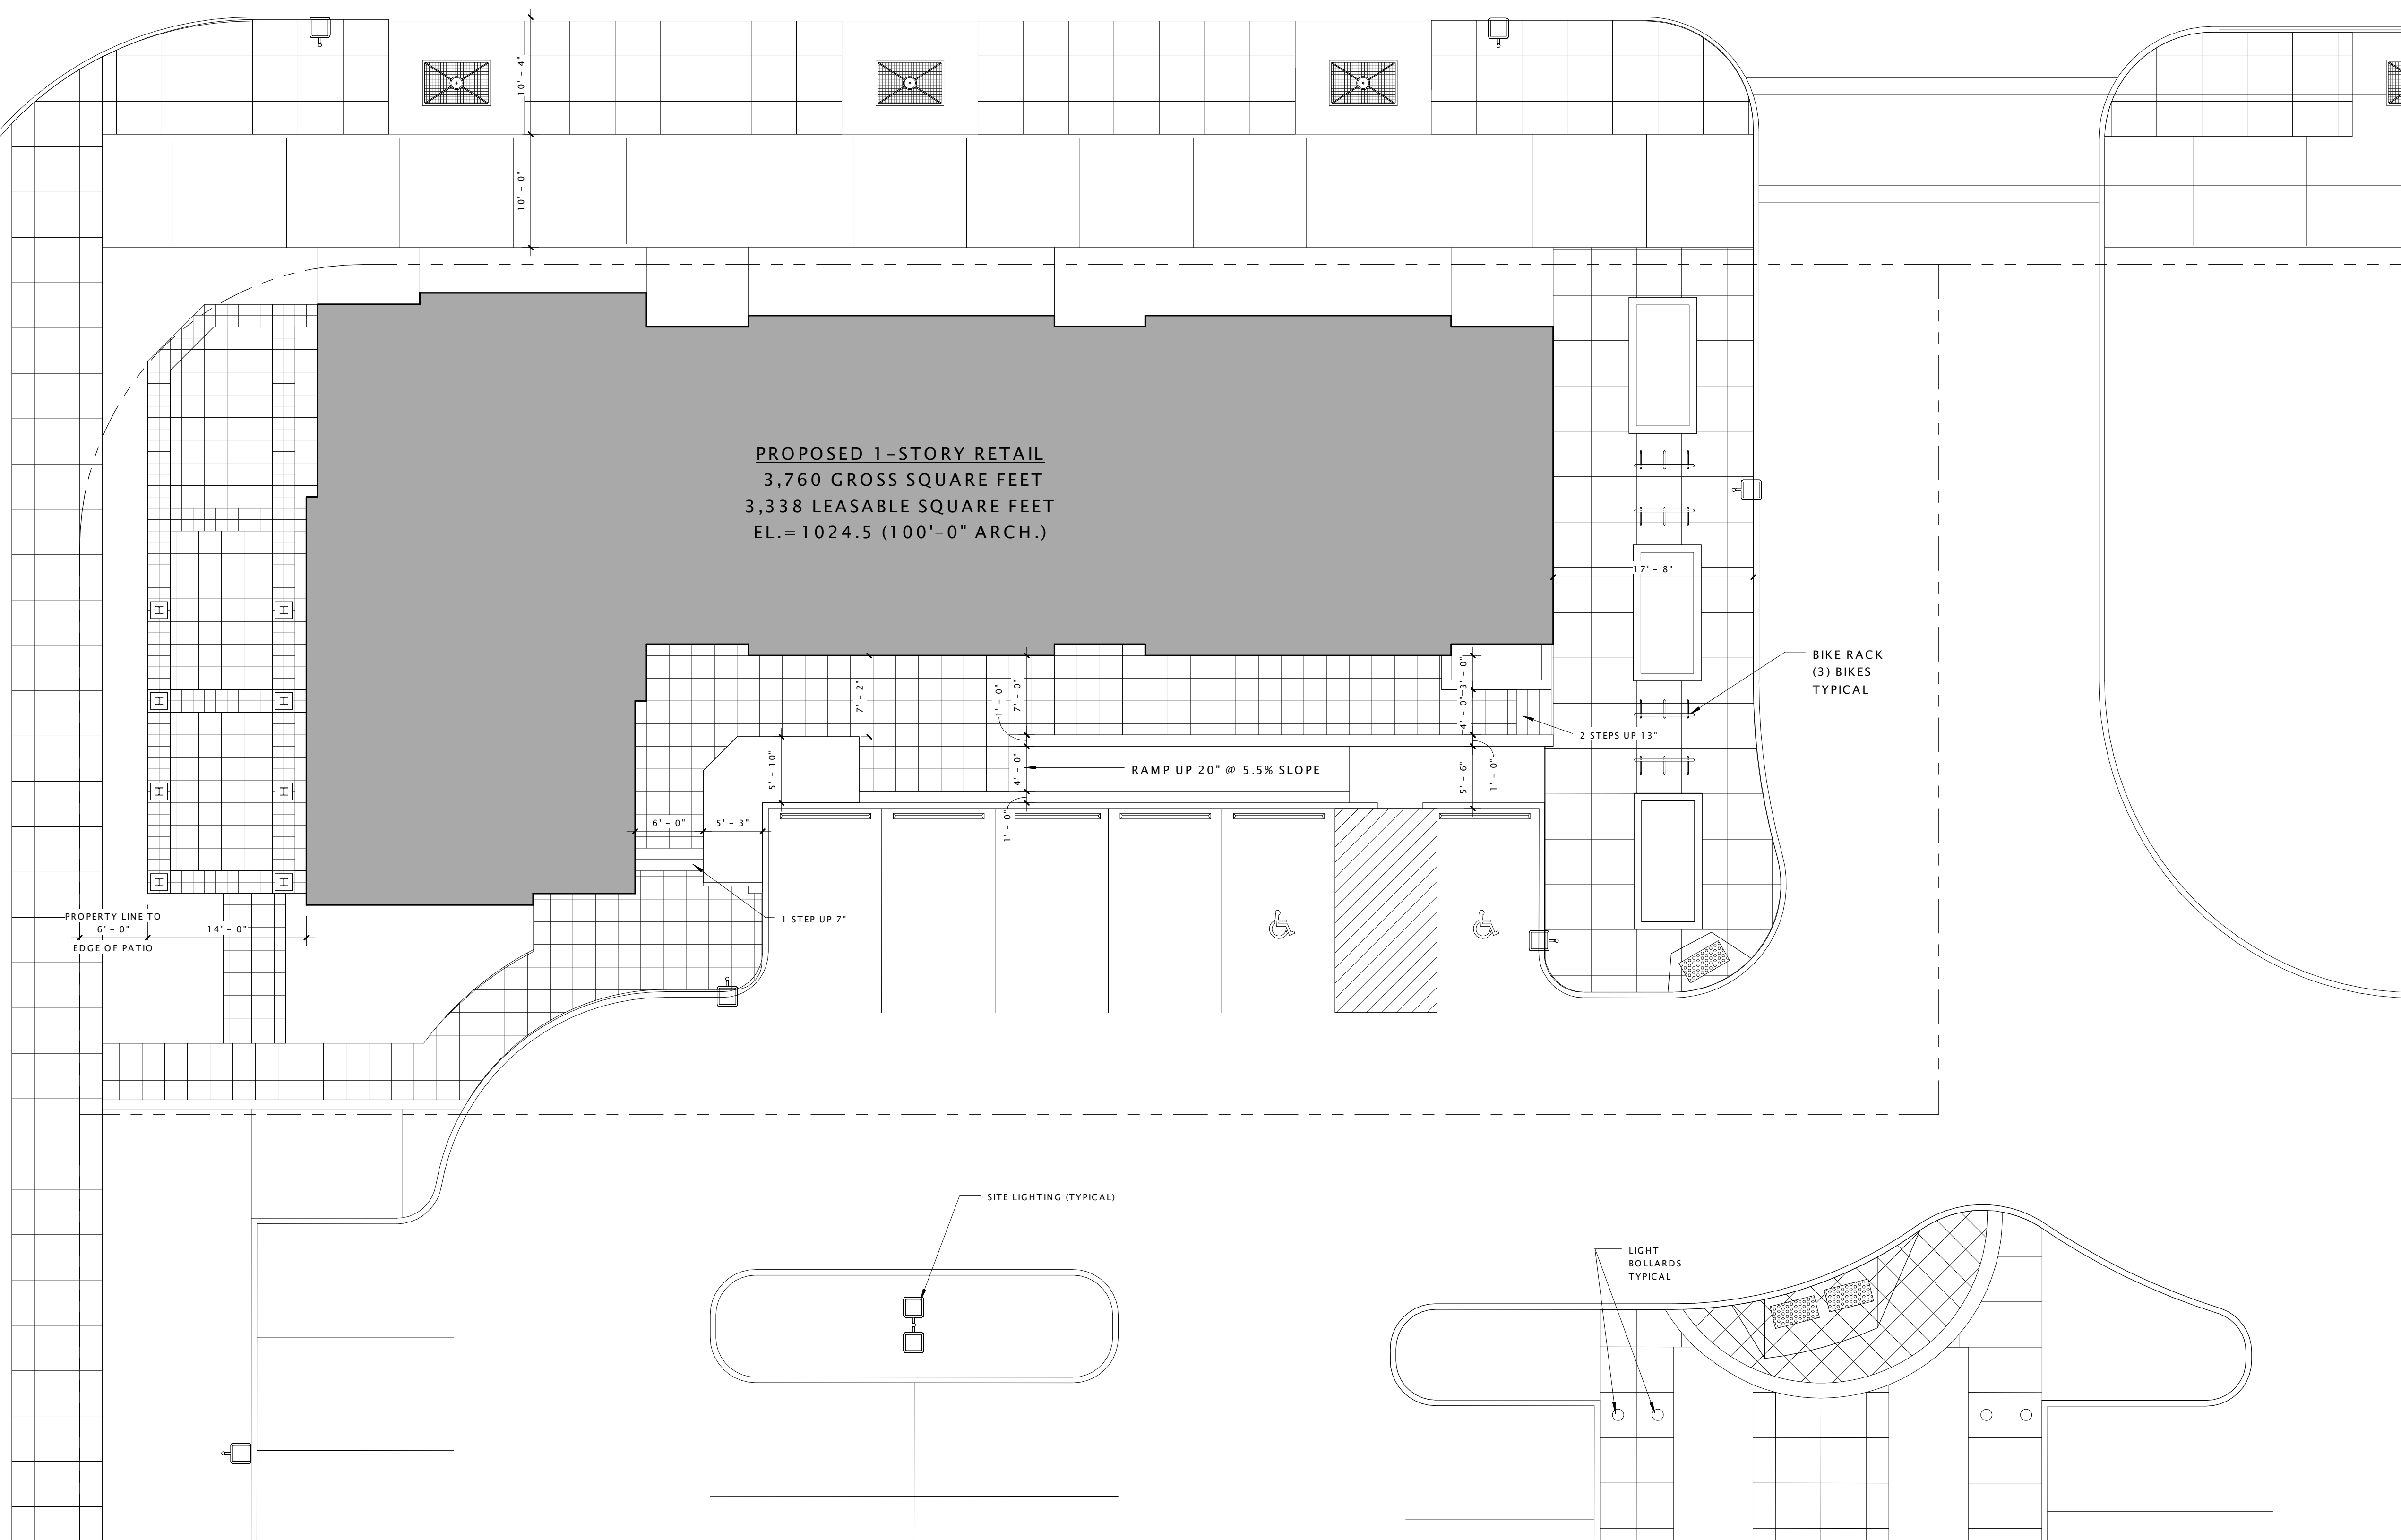 10' - 4"
10' - 0"
PROPOSED 1-STORY RETAIL
3,760 GROSS SQUARE FEET
3,338 LEASABLE SQUARE FEET
EL.=1024.5 (100'-0" ARCH.)
17' - 8"
BIKE RACK
(3) BIKES
TYPICAL
7' - 2"
1' - 0"
7' - 0"
3' - 0"
4' - 0"
2 STEPS UP 13"
5' - 10"
4' - 0"
RAMP UP 20" @ 5.5% SLOPE
5' - 6"
1' - 0"
6' - 0"
5' - 3"
1' - 0"
1 STEP UP 7"
PROPERTY LINE TO
6' - 0"
14' - 0"
EDGE OF PATIO
SITE LIGHTING (TYPICAL)
LIGHT
BOLLARDS
TYPICAL